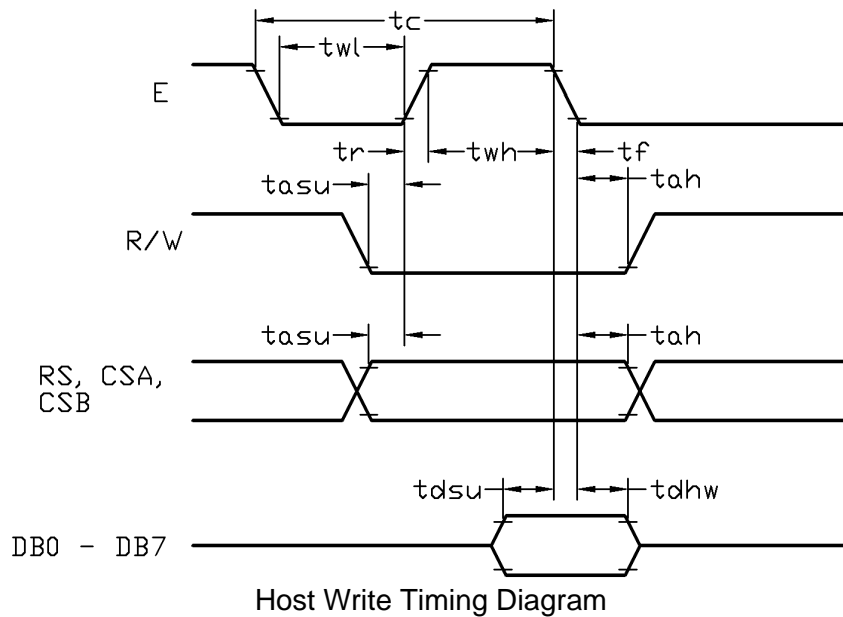 tc
twl
E
tr
twh
tf
tasu
tah
R/W
tasu
tah
RS, CSA,
CSB
tdsu
tdhw
DB0 - DB7
Host Write Timing Diagram